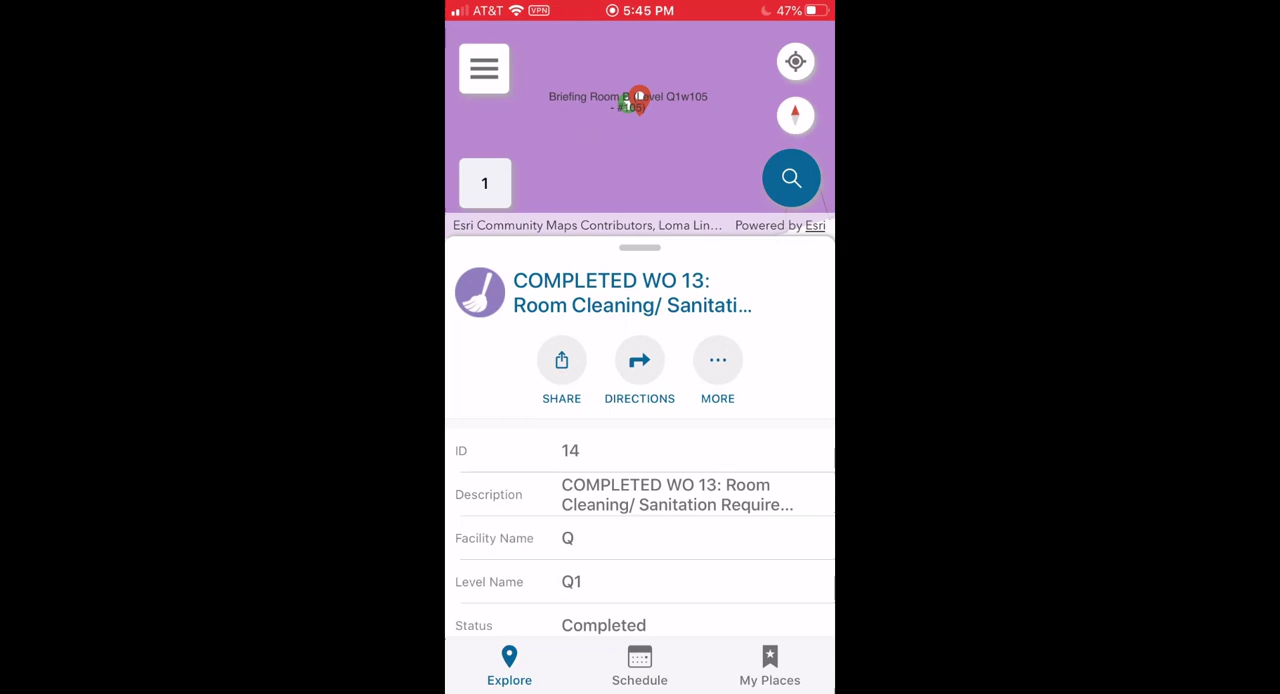 AT&T VPN 5:45 PM 47%
Briefing Room B (Level Q1w105
- #105)
1
Esri Community Maps Contributors, Loma Lin... Powered by Esri
COMPLETED WO 13:
Room Cleaning/ Sanitati...
SHARE DIRECTIONS MORE
ID 14
Description COMPLETED WO 13: Room
Cleaning/ Sanitation Require...
Facility Name Q
Level Name Q1
Status Completed
Explore Schedule My Places